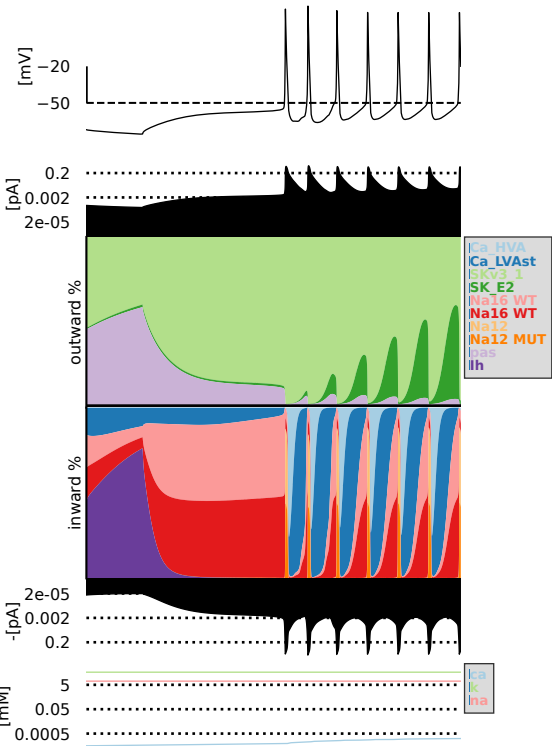 [mV]
−20
−50
[pA]
0.2
0.002
2e-05
outward %
Ca_HVA
Ca_LVAst
SKv3_1
SK_E2
Na16 WT
Na16 WT
Na12
Na12 MUT
pas
Ih
inward %
-[pA]
2e-05
0.002
0.2
[mM]
5
0.05
0.0005
ca
k
na